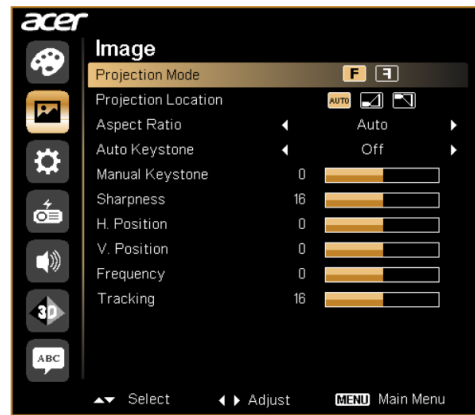 acer
Image
Projection Mode F F
Projection Location AUTO
Aspect Ratio Auto
Auto Keystone Off
Manual Keystone 0
Sharpness 16
H. Position 0
V. Position 0
Frequency 0
Tracking 16
3D
ABC
Select Adjust MENU Main Menu